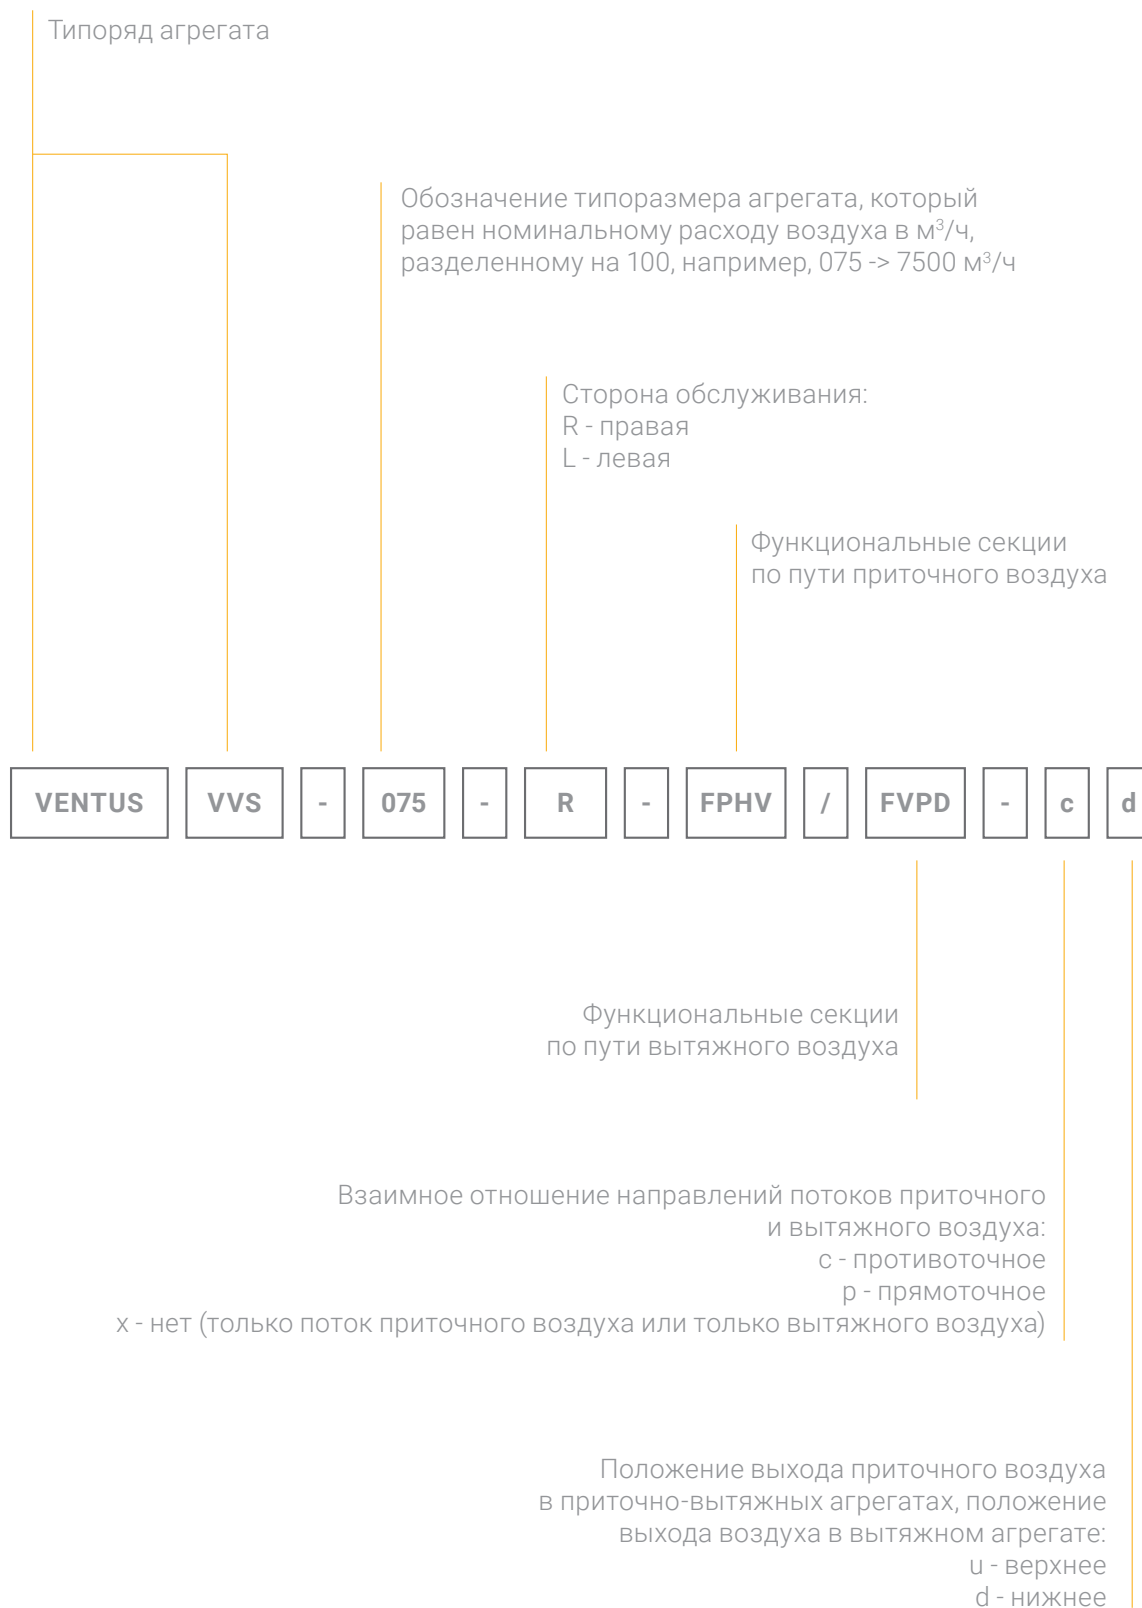 Типоряд агрегата
Обозначение типоразмера агрегата, который
равен номинальному расходу воздуха в м³/ч,
разделенному на 100, например, 075 -> 7500 м³/ч
Сторона обслуживания:
R - правая
L - левая
Функциональные секции
по пути приточного воздуха
VENTUS VVS - 075 - R - FPHV / FVPD - c d
Функциональные секции
по пути вытяжного воздуха
Взаимное отношение направлений потоков приточного
и вытяжного воздуха:
c - противоточное
p - прямоточное
x - нет (только поток приточного воздуха или только вытяжного воздуха)
Положение выхода приточного воздуха
в приточно-вытяжных агрегатах, положение
выхода воздуха в вытяжном агрегате:
u - верхнее
d - нижнее